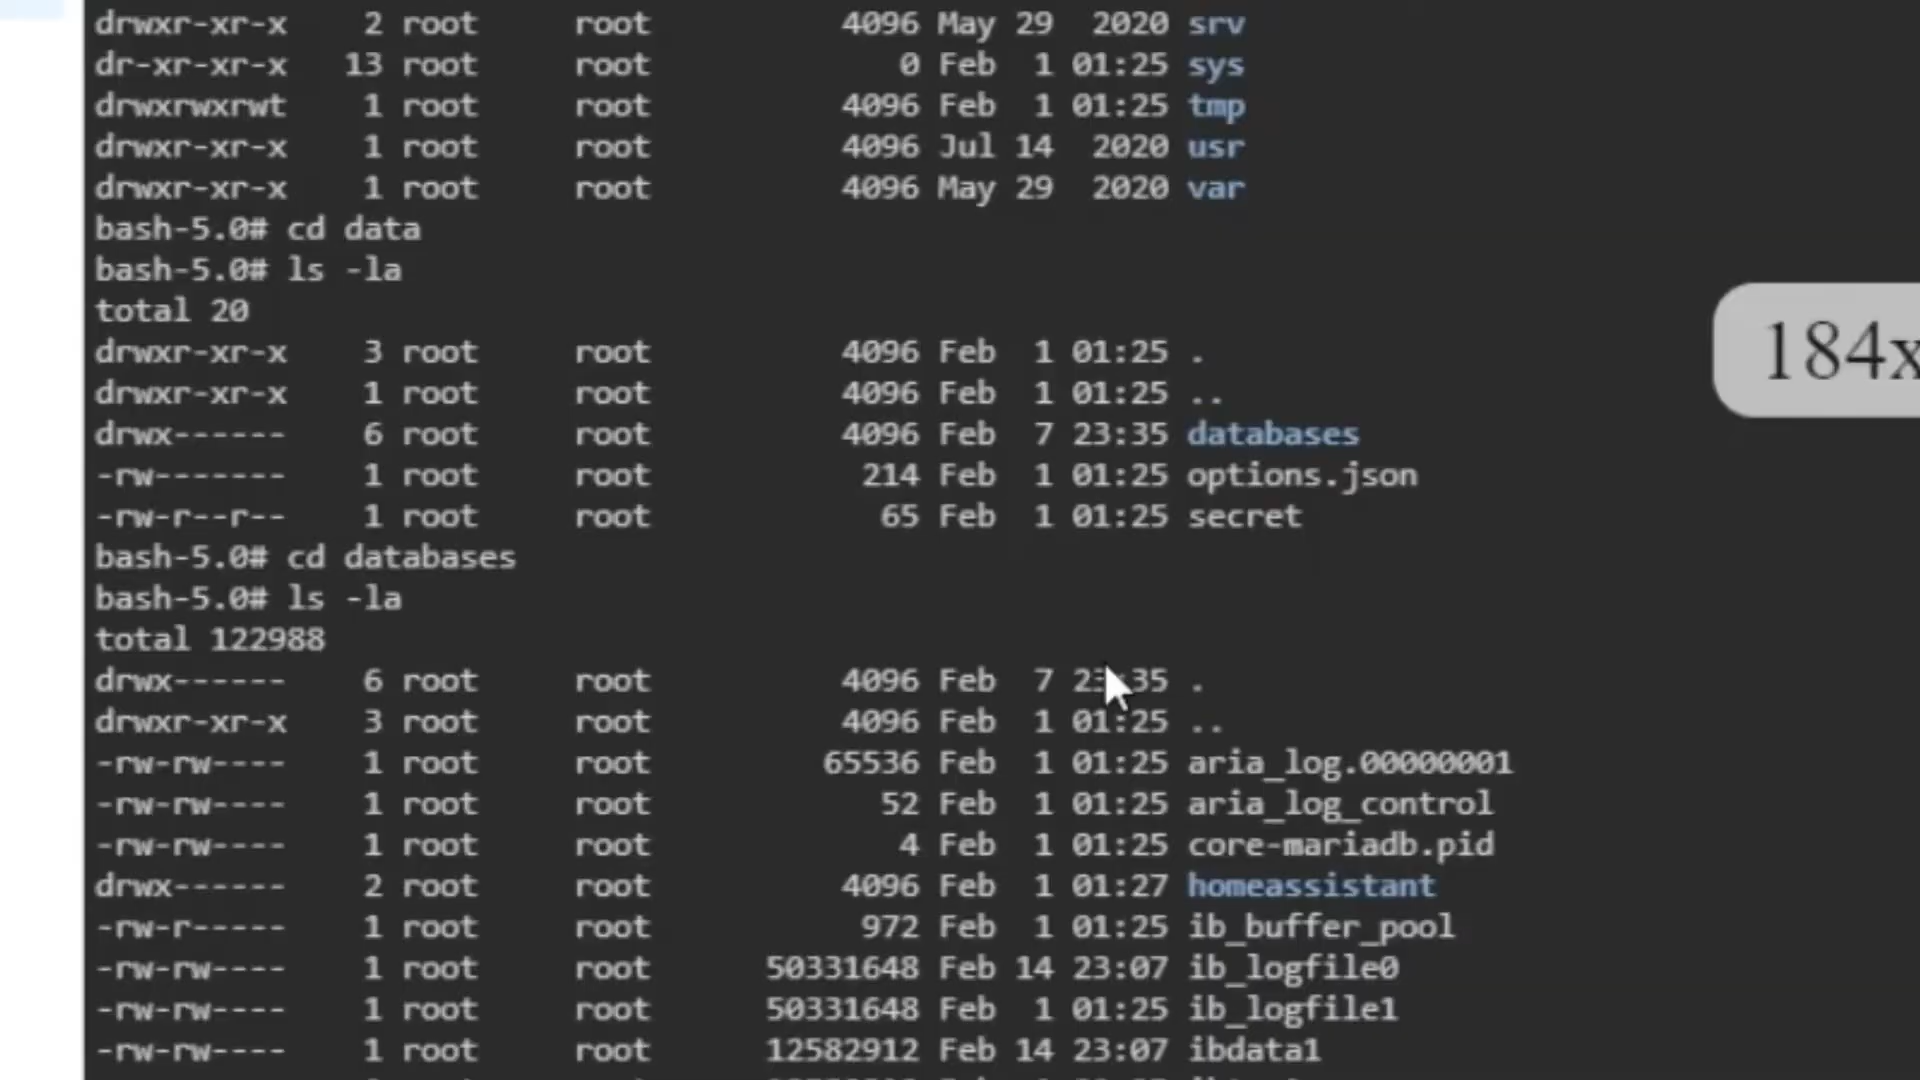 drwxr-xr-x 2 root root 4096 May 29 2020 srv
dr-xr-xr-x 13 root root 0 Feb 1 01:25 sys
drwxrwxrwt 1 root root 4096 Feb 1 01:25 tmp
drwxr-xr-x 1 root root 4096 Jul 14 2020 usr
drwxr-xr-x 1 root root 4096 May 29 2020 var
bash-5.0# cd data
bash-5.0# ls -la
total 20
drwxr-xr-x 3 root root 4096 Feb 1 01:25 .
drwxr-xr-x 1 root root 4096 Feb 1 01:25 ..
drwx------ 6 root root 4096 Feb 7 23:35 databases
-rw------- 1 root root 214 Feb 1 01:25 options.json
-rw-r--r-- 1 root root 65 Feb 1 01:25 secret
bash-5.0# cd databases
bash-5.0# ls -la
total 122988
drwx------ 6 root root 4096 Feb 7 23:35 .
drwxr-xr-x 3 root root 4096 Feb 1 01:25 ..
-rw-rw---- 1 root root 65536 Feb 1 01:25 aria_log.00000001
-rw-rw---- 1 root root 52 Feb 1 01:25 aria_log_control
-rw-rw---- 1 root root 4 Feb 1 01:25 core-mariadb.pid
drwx------ 2 root root 4096 Feb 1 01:27 homeassistant
-rw-r----- 1 root root 972 Feb 1 01:25 ib_buffer_pool
-rw-rw---- 1 root root 50331648 Feb 14 23:07 ib_logfile0
-rw-rw---- 1 root root 50331648 Feb 1 01:25 ib_logfile1
-rw-rw---- 1 root root 12582912 Feb 14 23:07 ibdata1
184x